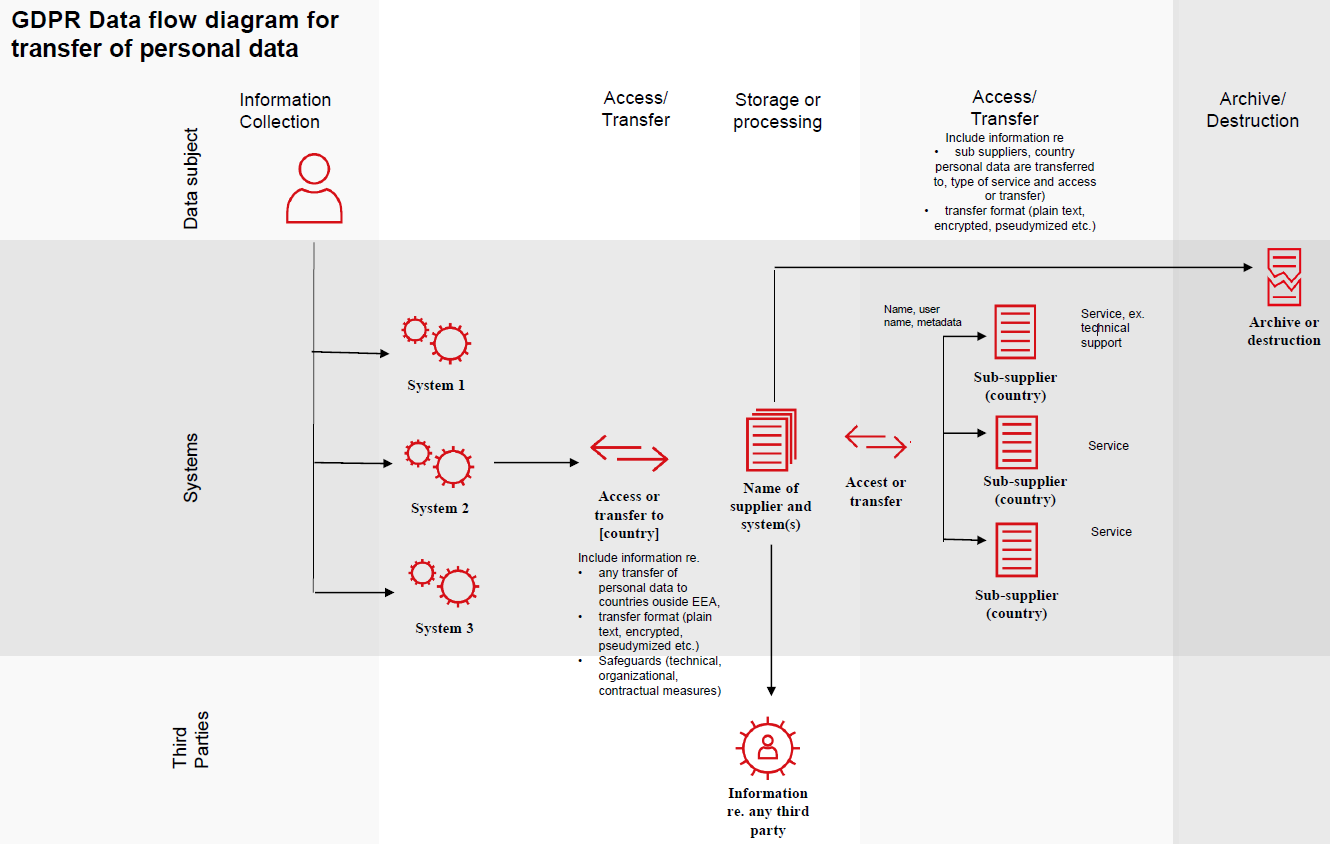 GDPR Data flow diagram for
transfer of personal data
Information
Collection
Access/
Transfer
Storage or
processing
Access/
Transfer
Include information re
• sub suppliers, country
personal data are transferred
to, type of service and access
or transfer)
• transfer format (plain text,
encrypted, pseudymized etc.)
Archive/
Destruction
Data subject
Systems
Third
Parties
System 1
System 2
System 3
Access or
transfer to
[country]
Include information re.
• any transfer of
personal data to
countries ouside EEA,
• transfer format (plain
text, encrypted,
pseudymized etc.)
• Safeguards (technical,
organizational,
contractual measures)
Name of
supplier and
system(s)
Accest or
transfer
Name, user
name, metadata
Sub-supplier
(country)
Service, ex.
technical
support
Sub-supplier
(country)
Service
Sub-supplier
(country)
Service
Archive or
destruction
Information
re. any third
party